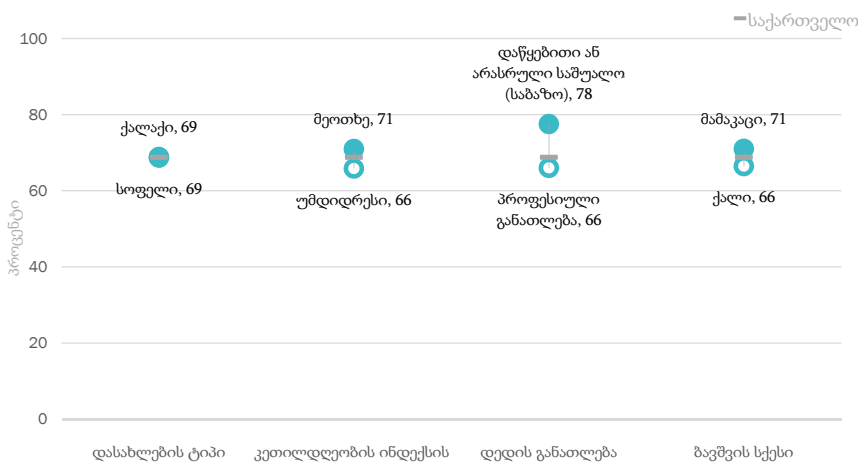 საქართველო
100
80
60
40
20
0
პროცენტი
ქალაქი, 69
სოფელი, 69
მეოთხე, 71
უმდიდრესი, 66
დაწყებითი ან
არასრული საშუალო
(საბაზო), 78
პროფესიული
განათლება, 66
მამაკაცი, 71
ქალი, 66
დასახლების ტიპი
კეთილდღეობის ინდექსის
დედის განათლება
ბავშვის სქესი